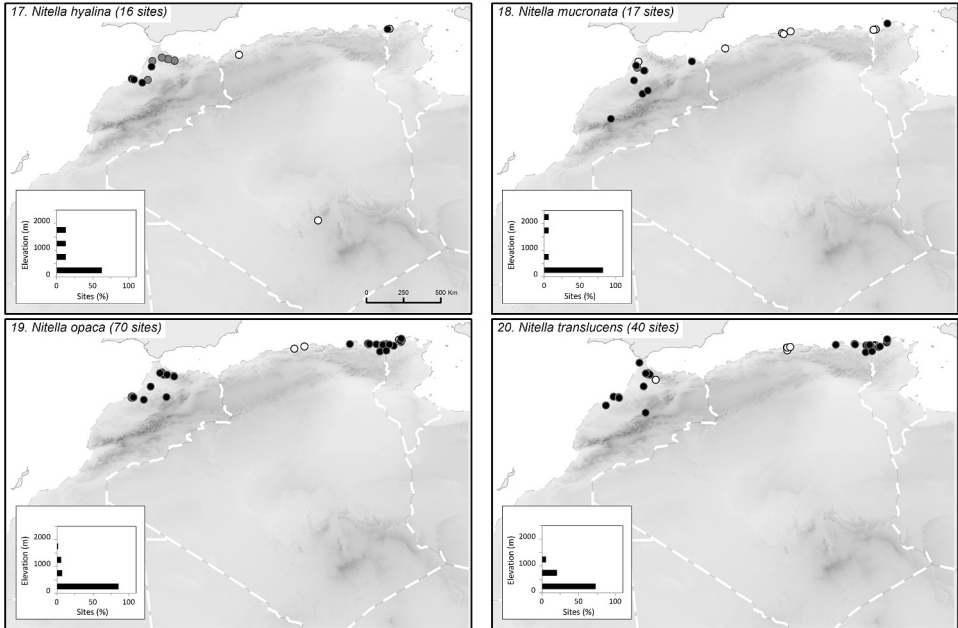 17. Nitella hyalina (16 sites)
Elevation (m)
2000
1000
0
0 50 100
Sites (%)
0 250 500 Km
18. Nitella mucronata (17 sites)
Elevation (m)
2000
1000
0
0 50 100
Sites (%)
19. Nitella opaca (70 sites)
Elevation (m)
2000
1000
0
0 50 100
Sites (%)
20. Nitella translucens (40 sites)
Elevation (m)
2000
1000
0
0 50 100
Sites (%)